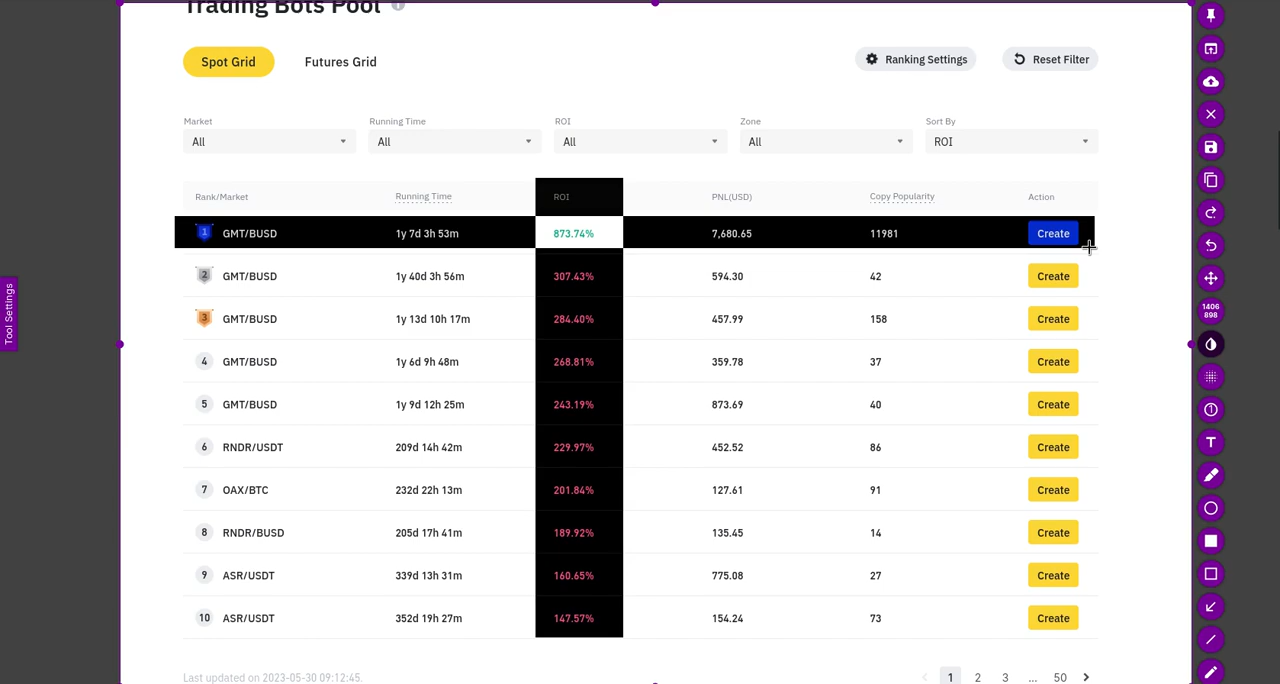 Trading Bots Pool
Spot Grid Futures Grid Ranking Settings Reset Filter
Market Running Time ROI Zone Sort By
All All All All ROI
Rank/Market Running Time ROI PNL(USD) Copy Popularity Action
1 GMT/BUSD 1y 7d 3h 53m 873.74% 7,680.65 11981 Create
2 GMT/BUSD 1y 40d 3h 56m 307.43% 594.30 42 Create
3 GMT/BUSD 1y 13d 10h 17m 284.40% 457.99 158 Create
4 GMT/BUSD 1y 6d 9h 48m 268.81% 359.78 37 Create
5 GMT/BUSD 1y 9d 12h 25m 243.19% 873.69 40 Create
6 RNDR/USDT 209d 14h 42m 229.97% 452.52 86 Create
7 OAX/BTC 232d 22h 13m 201.84% 127.61 91 Create
8 RNDR/BUSD 205d 17h 41m 189.92% 135.45 14 Create
9 ASR/USDT 339d 13h 31m 160.65% 775.08 27 Create
10 ASR/USDT 352d 19h 27m 147.57% 154.24 73 Create
Last updated on 2023-05-30 09:12:45. 1 2 3 ... 50
Tool Settings
1406
898
1
T